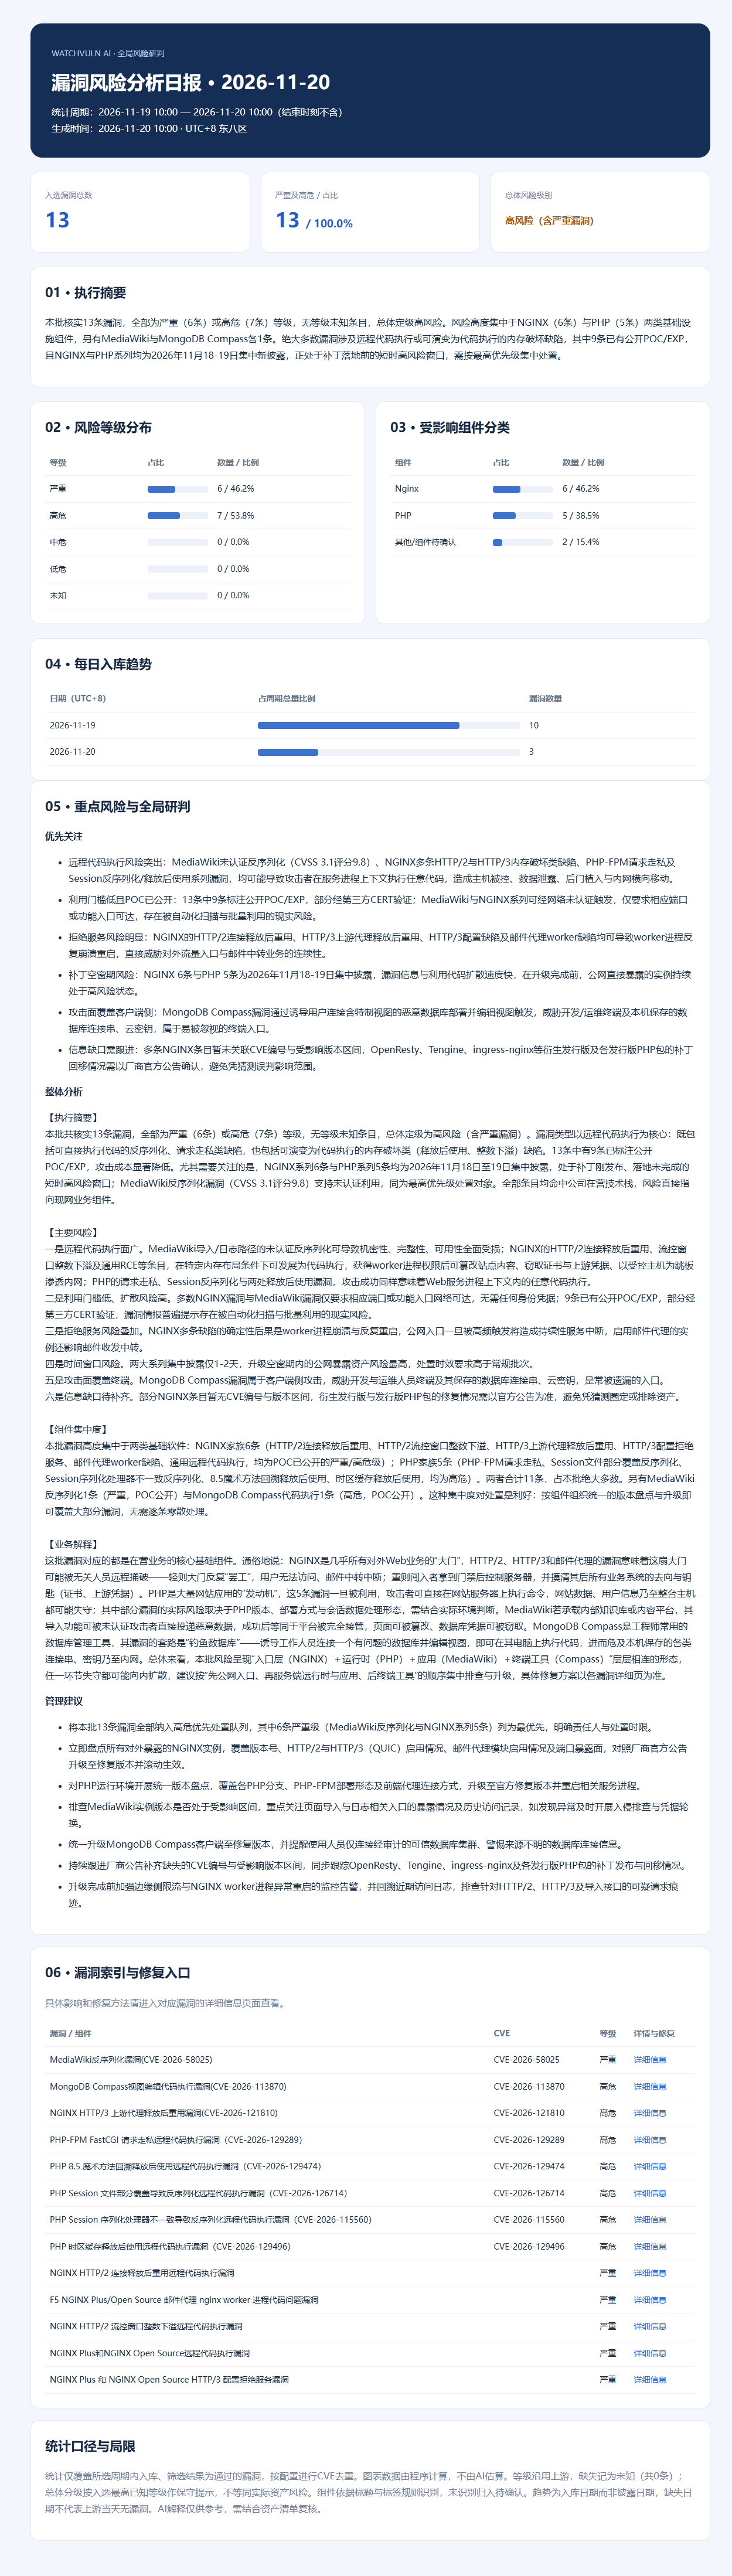 WATCHVULN AI · 全局风险研判
漏洞风险分析日报 • 2026-11-20
统计周期：2026-11-19 10:00 — 2026-11-20 10:00（结束时刻不含）
生成时间：2026-11-20 10:00 · UTC+8 东八区
入选漏洞总数
13
严重及高危 / 占比
13 / 100.0%
总体风险级别
高风险（含严重漏洞）
01 • 执行摘要
本批核实13条漏洞，全部为严重（6条）或高危（7条）等级，无等级未知条目，总体定级高风险。风险高度集中于NGINX（6条）与PHP（5条）两类基础设
施组件，另有MediaWiki与MongoDB Compass各1条。绝大多数漏洞涉及远程代码执行或可演变为代码执行的内存破坏缺陷，其中9条已有公开POC/EXP，
且NGINX与PHP系列均为2026年11月18-19日集中新披露，正处于补丁落地前的短时高风险窗口，需按最高优先级集中处置。
02 • 风险等级分布
等级 占比 数量 / 比例
严重 6 / 46.2%
高危 7 / 53.8%
中危 0 / 0.0%
低危 0 / 0.0%
未知 0 / 0.0%
03 • 受影响组件分类
组件 占比 数量 / 比例
Nginx 6 / 46.2%
PHP 5 / 38.5%
其他/组件待确认 2 / 15.4%
04 • 每日入库趋势
日期（UTC+8） 占周期总量比例 漏洞数量
2026-11-19 10
2026-11-20 3
05 • 重点风险与全局研判
优先关注
• 远程代码执行风险突出：MediaWiki未认证反序列化（CVSS 3.1评分9.8）、NGINX多条HTTP/2与HTTP/3内存破坏类缺陷、PHP-FPM请求走私及
Session反序列化/释放后使用系列漏洞，均可能导致攻击者在服务进程上下文执行任意代码，造成主机被控、数据泄露、后门植入与内网横向移动。
• 利用门槛低且POC已公开：13条中9条标注公开POC/EXP，部分经第三方CERT验证；MediaWiki与NGINX系列可经网络未认证触发，仅要求相应端口
或功能入口可达，存在被自动化扫描与批量利用的现实风险。
• 拒绝服务风险明显：NGINX的HTTP/2连接释放后重用、HTTP/3上游代理释放后重用、HTTP/3配置缺陷及邮件代理worker缺陷均可导致worker进程反
复崩溃重启，直接威胁对外流量入口与邮件中转业务的连续性。
• 补丁空窗期风险：NGINX 6条与PHP 5条为2026年11月18-19日集中披露，漏洞信息与利用代码扩散速度快，在升级完成前，公网直接暴露的实例持续
处于高风险状态。
• 攻击面覆盖客户端侧：MongoDB Compass漏洞通过诱导用户连接含特制视图的恶意数据库部署并编辑视图触发，威胁开发/运维终端及本机保存的数
据库连接串、云密钥，属于易被忽视的终端入口。
• 信息缺口需跟进：多条NGINX条目暂未关联CVE编号与受影响版本区间，OpenResty、Tengine、ingress-nginx等衍生发行版及各发行版PHP包的补丁
回移情况需以厂商官方公告确认，避免凭猜测误判影响范围。
整体分析
【执行摘要】
本批共核实13条漏洞，全部为严重（6条）或高危（7条）等级，无等级未知条目，总体定级为高风险（含严重漏洞）。漏洞类型以远程代码执行为核心：既包
括可直接执行代码的反序列化、请求走私类缺陷，也包括可演变为代码执行的内存破坏类（释放后使用、整数下溢）缺陷。13条中有9条已标注公开
POC/EXP，攻击成本显著降低。尤其需要关注的是，NGINX系列6条与PHP系列5条均为2026年11月18日至19日集中披露，处于补丁刚发布、落地未完成的
短时高风险窗口；MediaWiki反序列化漏洞（CVSS 3.1评分9.8）支持未认证利用，同为最高优先级处置对象。全部条目均命中公司在营技术栈，风险直接指
向现网业务组件。
【主要风险】
一是远程代码执行面广。MediaWiki导入/日志路径的未认证反序列化可导致机密性、完整性、可用性全面受损；NGINX的HTTP/2连接释放后重用、流控窗
口整数下溢及通用RCE等条目，在特定内存布局条件下可发展为代码执行，获得worker进程权限后可篡改站点内容、窃取证书与上游凭据、以受控主机为跳板
渗透内网；PHP的请求走私、Session反序列化与两处释放后使用漏洞，攻击成功同样意味着Web服务进程上下文内的任意代码执行。
二是利用门槛低、扩散风险高。多数NGINX漏洞与MediaWiki漏洞仅要求相应端口或功能入口网络可达，无需任何身份凭据；9条已有公开POC/EXP，部分经
第三方CERT验证，漏洞情报普遍提示存在被自动化扫描与批量利用的现实风险。
三是拒绝服务风险叠加。NGINX多条缺陷的确定性后果是worker进程崩溃与反复重启，公网入口一旦被高频触发将造成持续性服务中断，启用邮件代理的实
例还影响邮件收发中转。
四是时间窗口风险。两大系列集中披露仅1-2天，升级空窗期内的公网暴露资产风险最高，处置时效要求高于常规批次。
五是攻击面覆盖终端。MongoDB Compass漏洞属于客户端侧攻击，威胁开发与运维人员终端及其保存的数据库连接串、云密钥，是常被遗漏的入口。
六是信息缺口待补齐。部分NGINX条目暂无CVE编号与版本区间，衍生发行版与发行版PHP包的修复情况需以官方公告为准，避免凭猜测圈定或排除资产。
【组件集中度】
本批漏洞高度集中于两类基础软件：NGINX家族6条（HTTP/2连接释放后重用、HTTP/2流控窗口整数下溢、HTTP/3上游代理释放后重用、HTTP/3配置拒绝
服务、邮件代理worker缺陷、通用远程代码执行，均为POC已公开的严重/高危级）；PHP家族5条（PHP-FPM请求走私、Session文件部分覆盖反序列化、
Session序列化处理器不一致反序列化、8.5魔术方法回溯释放后使用、时区缓存释放后使用，均为高危）。两者合计11条，占本批绝大多数。另有MediaWiki
反序列化1条（严重，POC公开）与MongoDB Compass代码执行1条（高危，POC公开）。这种集中度对处置是利好：按组件组织统一的版本盘点与升级即
可覆盖大部分漏洞，无需逐条零散处理。
【业务解释】
这批漏洞对应的都是在营业务的核心基础组件。通俗地说：NGINX是几乎所有对外Web业务的"大门"，HTTP/2、HTTP/3和邮件代理的漏洞意味着这扇大门
可能被无关人员远程捅破——轻则大门反复"罢工"，用户无法访问、邮件中转中断；重则闯入者拿到门禁后控制服务器，并摸清其后所有业务的走向与钥
匙（证书、上游凭据）。PHP是大量网站应用的"发动机"，这5条漏洞一旦被利用，攻击者可直接在网站服务器上执行命令，网站数据、用户信息乃至整台主机
都可能失守；其中部分漏洞的实际风险取决于PHP版本、部署方式与会话数据处理形态，需结合实际环境判断。MediaWiki若承载内部知识库或内容平台，其
导入功能可被未认证攻击者直接投递恶意数据，成功后等同于平台被完全接管，页面可被篡改、数据库凭据可被窃取。MongoDB Compass是工程师常用的
数据库管理工具，其漏洞的套路是"钓鱼数据库"——诱导工作人员连接一个有问题的数据库并编辑视图，即可在其电脑上执行代码，进而危及本机保存的各类
连接串、密钥乃至内网。总体来看，本批风险呈现"入口层（NGINX）＋运行时（PHP）＋应用（MediaWiki）＋终端工具（Compass）"层层相连的形态，
任一环节失守都可能向内扩散，建议按"先公网入口、再服务端运行时与应用、后终端工具"的顺序集中排查与升级，具体修复方案以各漏洞详细页为准。
管理建议
• 将本批13条漏洞全部纳入高危优先处置队列，其中6条严重级（MediaWiki反序列化与NGINX系列5条）列为最优先，明确责任人与处置时限。
• 立即盘点所有对外暴露的NGINX实例，覆盖版本号、HTTP/2与HTTP/3（QUIC）启用情况、邮件代理模块启用情况及端口暴露面，对照厂商官方公告
升级至修复版本并滚动生效。
• 对PHP运行环境开展统一版本盘点，覆盖各PHP分支、PHP-FPM部署形态及前端代理连接方式，升级至官方修复版本并重启相关服务进程。
• 排查MediaWiki实例版本是否处于受影响区间，重点关注页面导入与日志相关入口的暴露情况及历史访问记录，如发现异常及时开展入侵排查与凭据轮
换。
• 统一升级MongoDB Compass客户端至修复版本，并提醒使用人员仅连接经审计的可信数据库集群、警惕来源不明的数据库连接信息。
• 持续跟进厂商公告补齐缺失的CVE编号与受影响版本区间，同步跟踪OpenResty、Tengine、ingress-nginx及各发行版PHP包的补丁发布与回移情况。
• 升级完成前加强边缘侧限流与NGINX worker进程异常重启的监控告警，并回溯近期访问日志，排查针对HTTP/2、HTTP/3及导入接口的可疑请求痕
迹。
06 • 漏洞索引与修复入口
具体影响和修复方法请进入对应漏洞的详细信息页面查看。
漏洞 / 组件 CVE 等级 详情与修复
MediaWiki反序列化漏洞(CVE-2026-58025) CVE-2026-58025 严重 详细信息
MongoDB Compass视图编辑代码执行漏洞(CVE-2026-113870) CVE-2026-113870 高危 详细信息
NGINX HTTP/3 上游代理释放后重用漏洞(CVE-2026-121810) CVE-2026-121810 高危 详细信息
PHP-FPM FastCGI 请求走私远程代码执行漏洞（CVE-2026-129289） CVE-2026-129289 高危 详细信息
PHP 8.5 魔术方法回溯释放后使用远程代码执行漏洞（CVE-2026-129474） CVE-2026-129474 高危 详细信息
PHP Session 文件部分覆盖导致反序列化远程代码执行漏洞（CVE-2026-126714） CVE-2026-126714 高危 详细信息
PHP Session 序列化处理器不一致导致反序列化远程代码执行漏洞（CVE-2026-115560） CVE-2026-115560 高危 详细信息
PHP 时区缓存释放后使用远程代码执行漏洞（CVE-2026-129496） CVE-2026-129496 高危 详细信息
NGINX HTTP/2 连接释放后重用远程代码执行漏洞 严重 详细信息
F5 NGINX Plus/Open Source 邮件代理 nginx worker 进程代码问题漏洞 严重 详细信息
NGINX HTTP/2 流控窗口整数下溢远程代码执行漏洞 严重 详细信息
NGINX Plus和NGINX Open Source远程代码执行漏洞 严重 详细信息
NGINX Plus 和 NGINX Open Source HTTP/3 配置拒绝服务漏洞 严重 详细信息
统计口径与局限
统计仅覆盖所选周期内入库、筛选结果为通过的漏洞，按配置进行CVE去重。图表数据由程序计算，不由AI估算。等级沿用上游，缺失记为未知（共0条）；
总体分级按入选最高已知等级作保守提示，不等同实际资产风险。组件依据标题与标签规则识别，未识别归入待确认。趋势为入库日期而非披露日期，缺失日
期不代表上游当天无漏洞。AI解释仅供参考，需结合资产清单复核。